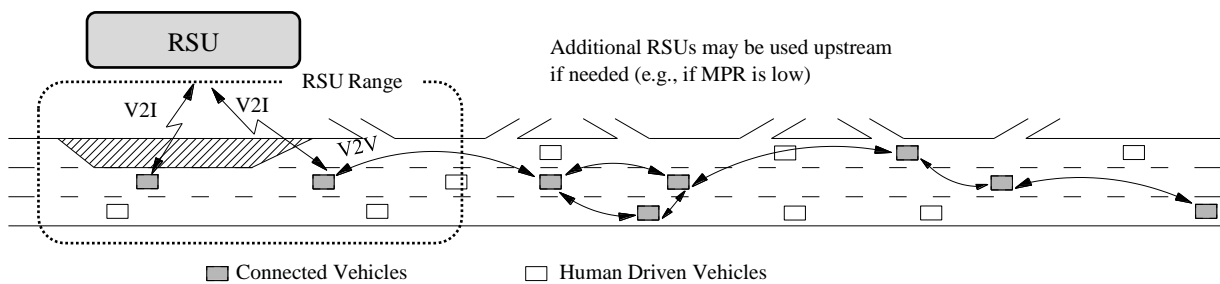 RSU
Additional RSUs may be used upstream
if needed (e.g., if MPR is low)
RSU Range
V2I
V2I
V2V
Connected Vehicles
Human Driven Vehicles